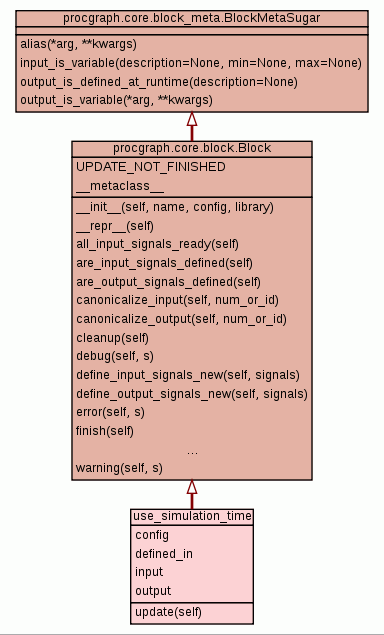 procgraph.core.block_meta.BlockMetaSugar
alias(*arg, **kwargs)
input_is_variable(description=None, min=None, max=None)
output_is_defined_at_runtime(description=None)
output_is_variable(*arg, **kwargs)
procgraph.core.block.Block
UPDATE_NOT_FINISHED
__metaclass__
__init__(self, name, config, library)
__repr__(self)
all_input_signals_ready(self)
are_input_signals_defined(self)
are_output_signals_defined(self)
canonicalize_input(self, num_or_id)
canonicalize_output(self, num_or_id)
cleanup(self)
debug(self, s)
define_input_signals_new(self, signals)
define_output_signals_new(self, signals)
error(self, s)
finish(self)
...
warning(self, s)
use_simulation_time
config
defined_in
input
output
update(self)